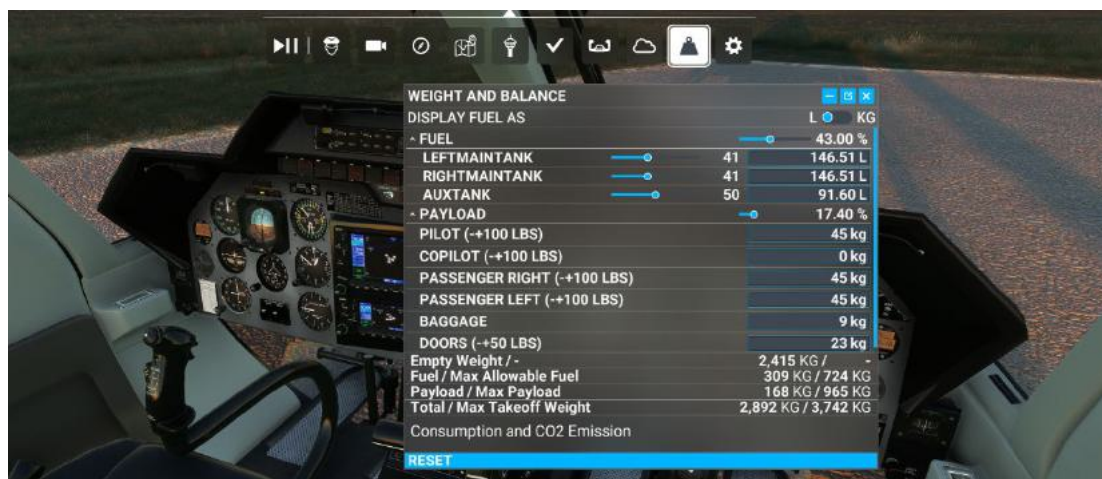 WEIGHT AND BALANCE
DISPLAY FUEL AS L KG
FUEL 43.00 %
LEFTMAINTANK 41 146.51 L
RIGHTMAINTANK 41 146.51 L
AUXTANK 50 91.60 L
PAYLOAD 17.40 %
PILOT (-+100 LBS) 45 kg
COPILOT (-+100 LBS) 0 kg
PASSENGER RIGHT (-+100 LBS) 45 kg
PASSENGER LEFT (-+100 LBS) 45 kg
BAGGAGE 9 kg
DOORS (-+50 LBS) 23 kg
Empty Weight / - 2,415 KG / -
Fuel / Max Allowable Fuel 309 KG / 724 KG
Payload / Max Payload 168 KG / 965 KG
Total / Max Takeoff Weight 2,892 KG / 3,742 KG
Consumption and CO2 Emission
RESET